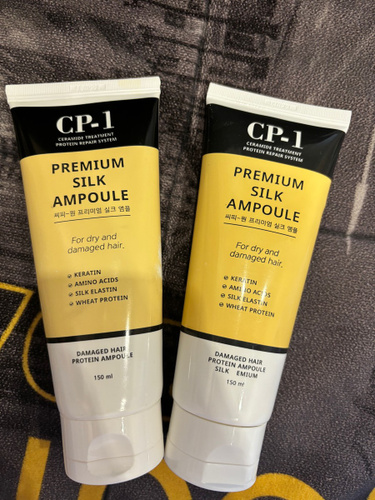 CP-1
CERAMIDE TREATMENT
PROTEIN REPAIR SYSTEM
PREMIUM
SILK
AMPOULE
씨피-원 프리미엄 실크 앰플
For dry and
damaged hair.
KERATIN
AMINO ACIDS
SILK ELASTIN
WHEAT PROTEIN
DAMAGED HAIR
PROTEIN AMPOULE
150 ml
CP-1
CERAMIDE TREATMENT
PROTEIN REPAIR SYSTEM
PREMIUM
SILK
AMPOULE
씨피-원 프리미엄 실크 앰플
For dry and
damaged hair.
KERATIN
AMINO ACIDS
SILK ELASTIN
WHEAT PROTEIN
DAMAGED HAIR
PROTEIN AMPOULE
SILK EMIUM
150 ml